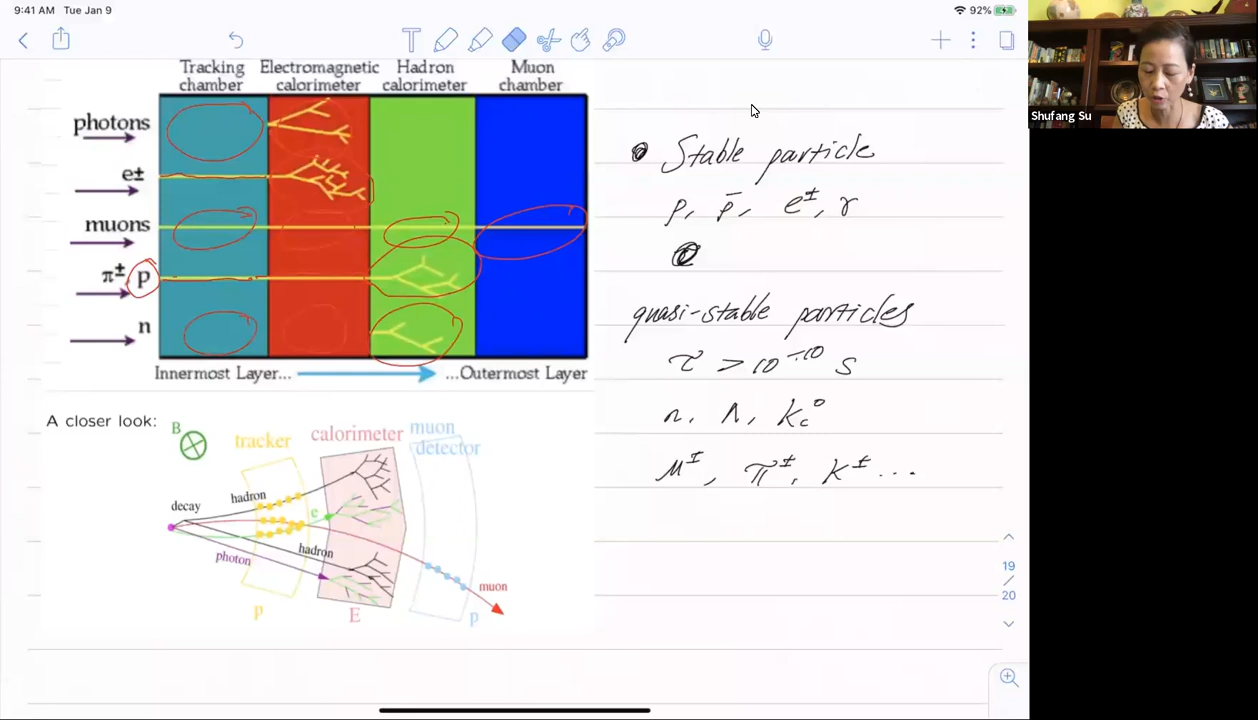 9:41 AM Tue Jan 9
92%
Tracking chamber
Electromagnetic calorimeter
Hadron calorimeter
Muon chamber
photons
e±
muons
π± p
n
Innermost Layer...
...Outermost Layer
A closer look:
B
tracker
calorimeter
muon detector
hadron
decay
e
hadron
photon
muon
p
E
p
Stable particle
p, p̄, e±, γ
quasi-stable particles
τ > 10⁻¹⁰ s
n, Λ,
μ±, π±, K± ...
19
/
20
Shufang Su